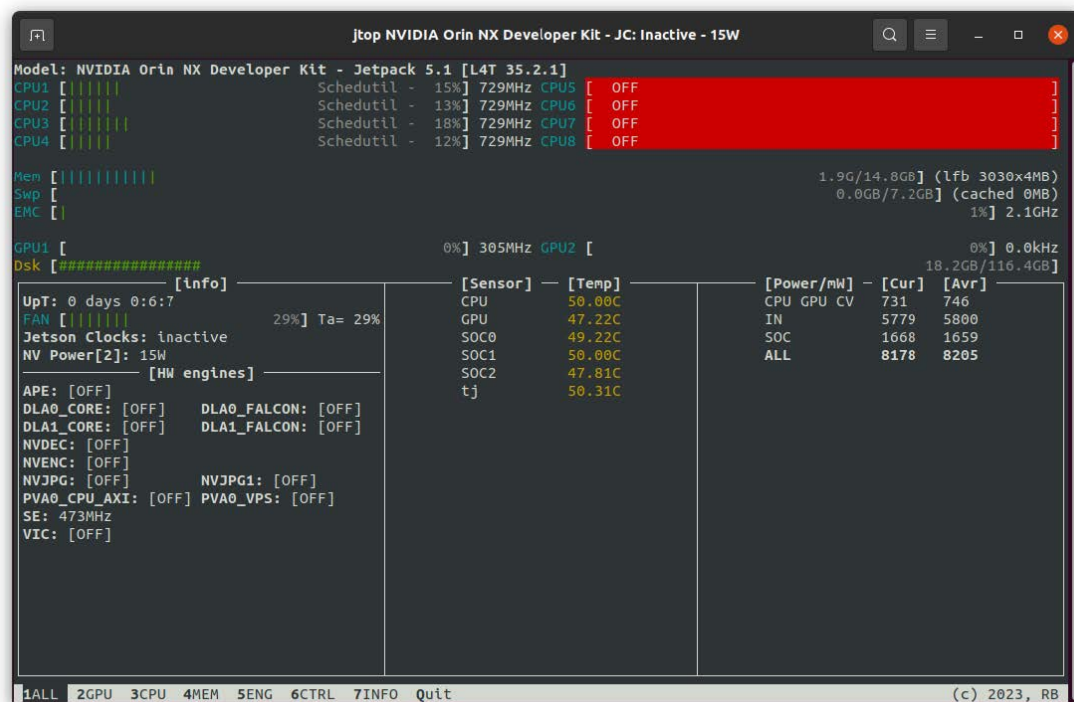 jtop NVIDIA Orin NX Developer Kit - JC: Inactive - 15W
Model: NVIDIA Orin NX Developer Kit - Jetpack 5.1 [L4T 35.2.1]
CPU1 [|||||| Schedutil - 15%] 729MHz CPU5 [ OFF ]
CPU2 [||||| Schedutil - 13%] 729MHz CPU6 [ OFF ]
CPU3 [||||||| Schedutil - 18%] 729MHz CPU7 [ OFF ]
CPU4 [||||| Schedutil - 12%] 729MHz CPU8 [ OFF ]
Mem [||||||||||| 1.9G/14.8GB] (lfb 3030x4MB)
Swp [ 0.0GB/7.2GB] (cached 0MB)
EMC [| 1%] 2.1GHz
GPU1 [ 0%] 305MHz GPU2 [ 0%] 0.0kHz
Dsk [################ 18.2GB/116.4GB]
[info] [Sensor] [Temp] [Power/mW] [Cur] [Avr]
UpT: 0 days 0:6:7 CPU 50.00C CPU GPU CV 731 746
FAN [||||||| 29%] Ta= 29% GPU 47.22C IN 5779 5800
Jetson Clocks: inactive SOC0 49.22C SOC 1668 1659
NV Power[2]: 15W SOC1 50.00C ALL 8178 8205
[HW engines] SOC2 47.81C
APE: [OFF] tj 50.31C
DLA0_CORE: [OFF] DLA0_FALCON: [OFF]
DLA1_CORE: [OFF] DLA1_FALCON: [OFF]
NVDEC: [OFF]
NVENC: [OFF]
NVJPG: [OFF] NVJPG1: [OFF]
PVA0_CPU_AXI: [OFF] PVA0_VPS: [OFF]
SE: 473MHz
VIC: [OFF]
1ALL 2GPU 3CPU 4MEM 5ENG 6CTRL 7INFO Quit (c) 2023, RB